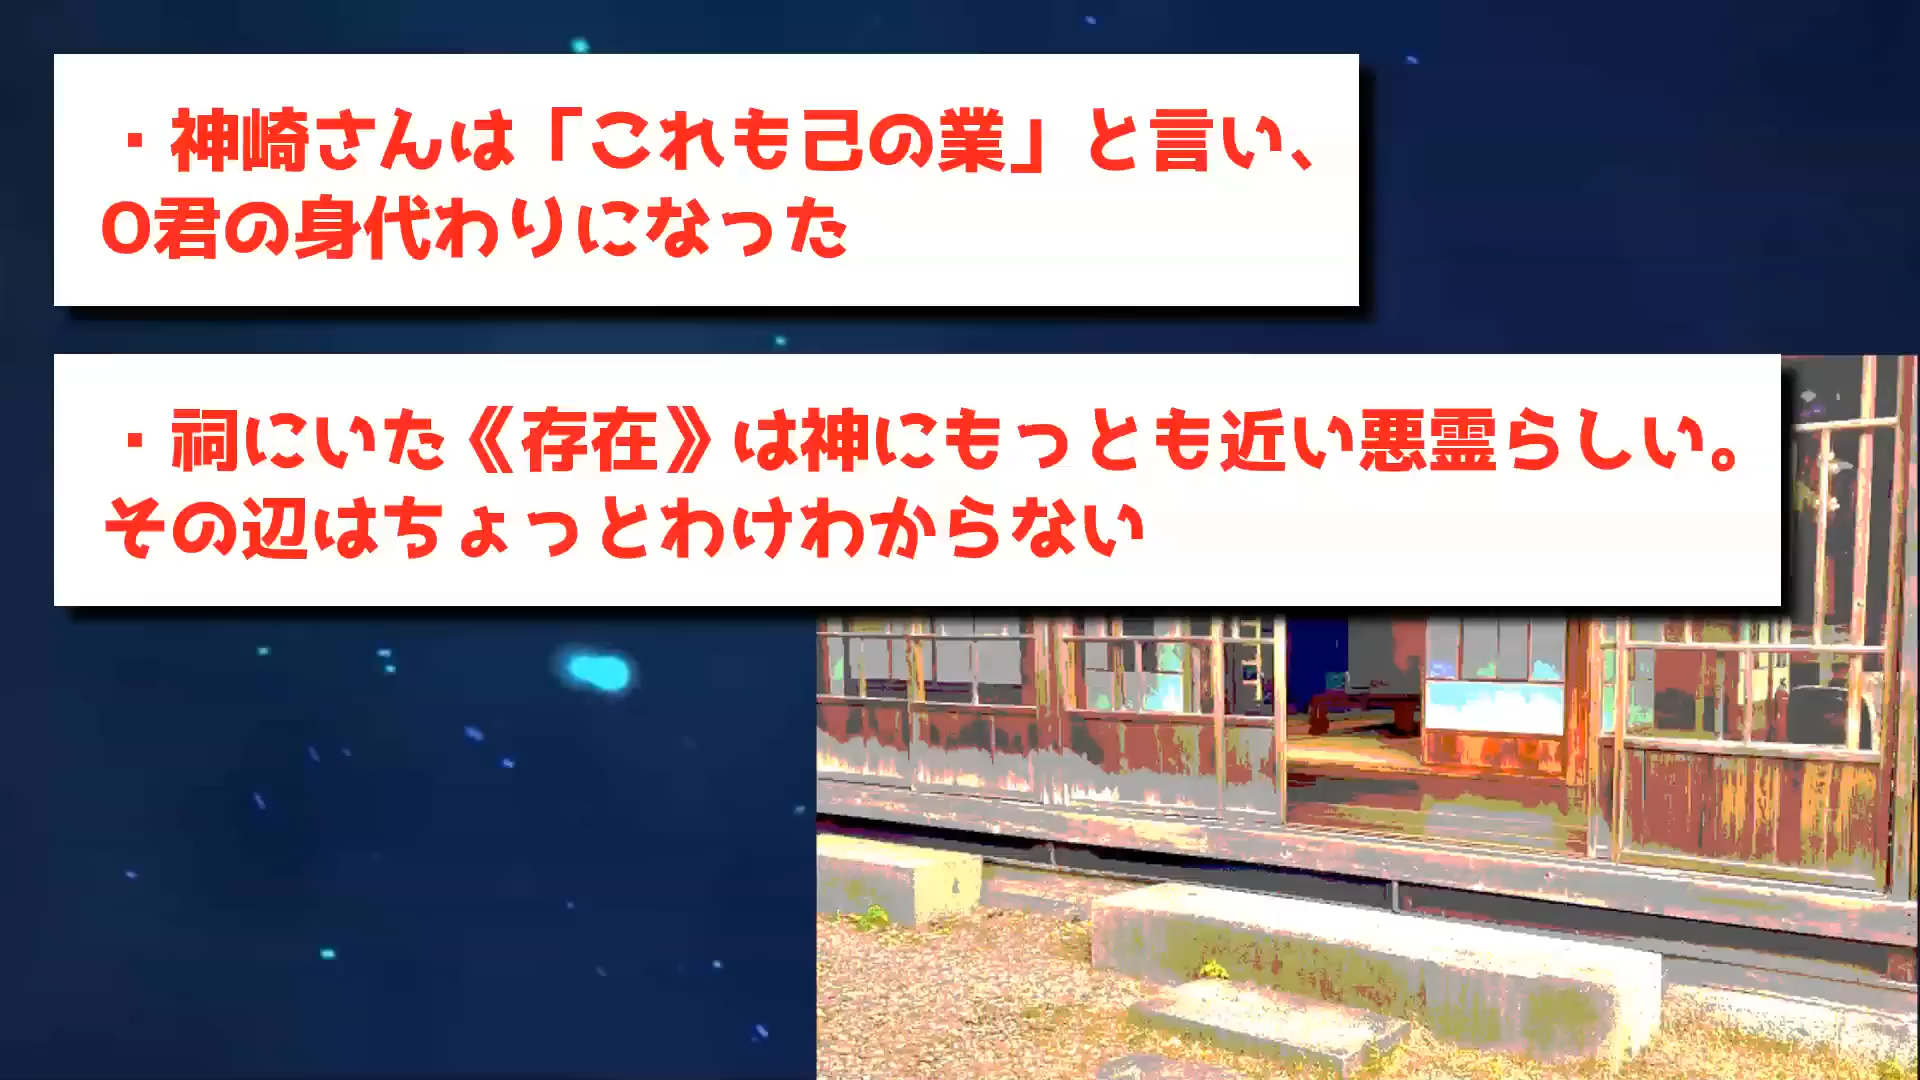 ・神崎さんは「これも己の業」と言い、
O君の身代わりになった
・祠にいた《存在》は神にもっとも近い悪霊らしい。
その辺はちょっとわけわからない